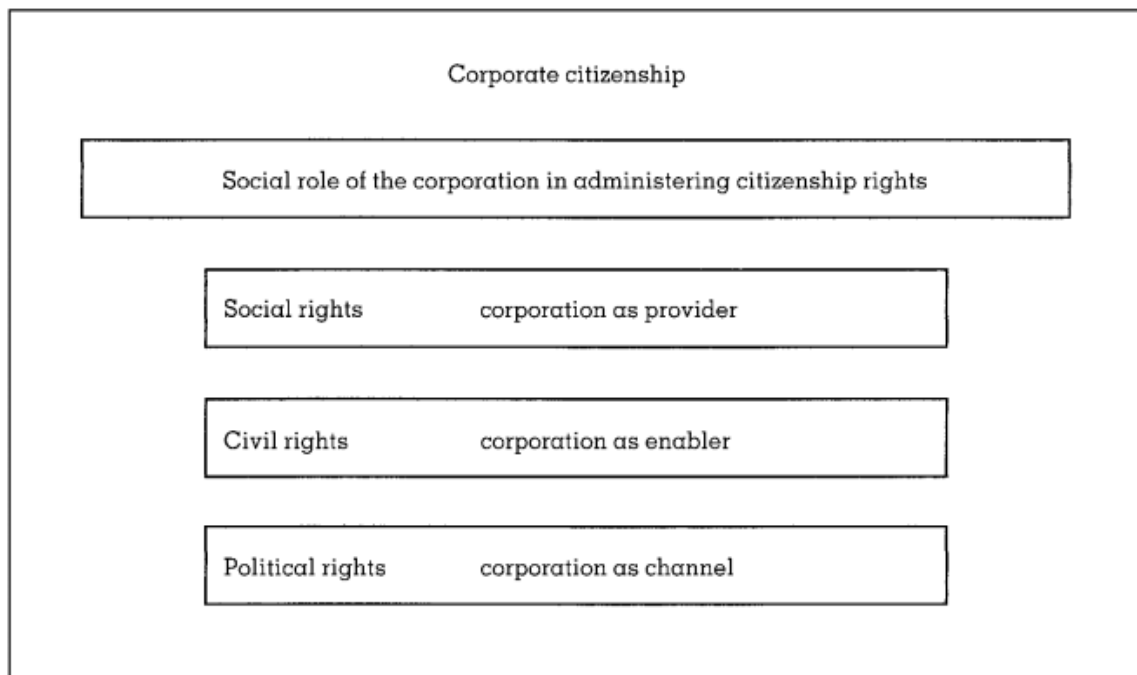 Corporate citizenship
Social role of the corporation in administering citizenship rights
Social rights corporation as provider
Civil rights corporation as enabler
Political rights corporation as channel